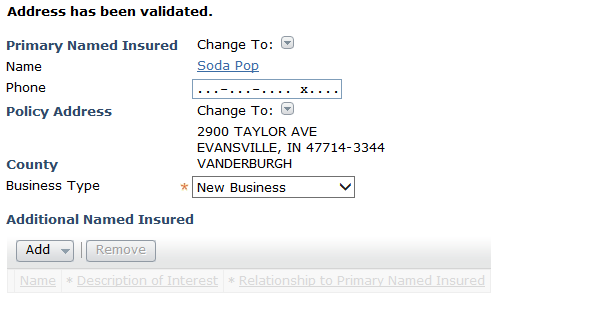 Address has been validated.
Primary Named Insured Change To:
Name Soda Pop
Phone ...-...-.... x....
Policy Address Change To:
2900 TAYLOR AVE
EVANSVILLE, IN 47714-3344
County VANDERBURGH
Business Type * New Business
Additional Named Insured
Add | Remove
Name * Description of Interest * Relationship to Primary Named Insured